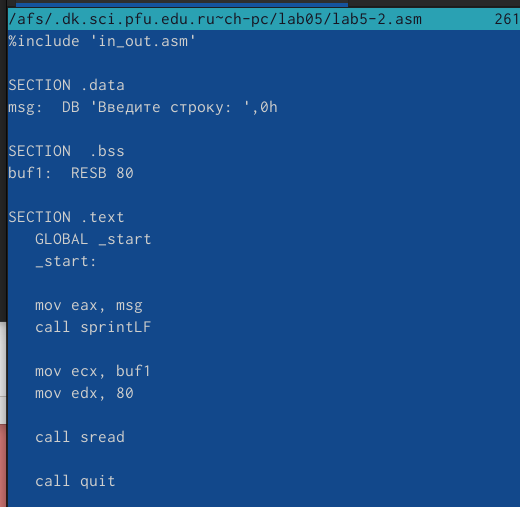 /afs/.dk.sci.pfu.edu.ru~ch-pc/lab05/lab5-2.asm 261
%include 'in_out.asm'
SECTION .data
msg: DB 'Введите строку: ',0h
SECTION .bss
buf1: RESB 80
SECTION .text
GLOBAL _start
_start:
mov eax, msg
call sprintLF
mov ecx, buf1
mov edx, 80
call sread
call quit